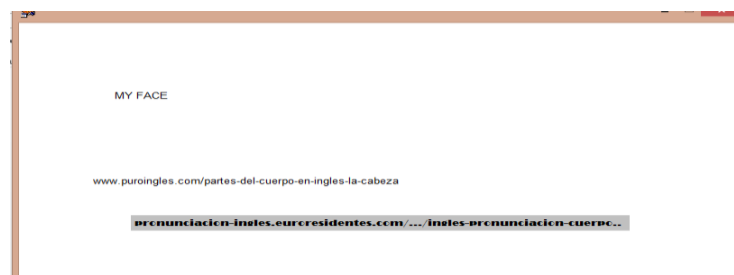 MY FACE
www.puroingles.com/partes-del-cuerpo-en-ingles-la-cabeza
pronunciacion-ingles.euroresidentes.com/.../ingles-pronunciacion-cuerpo..